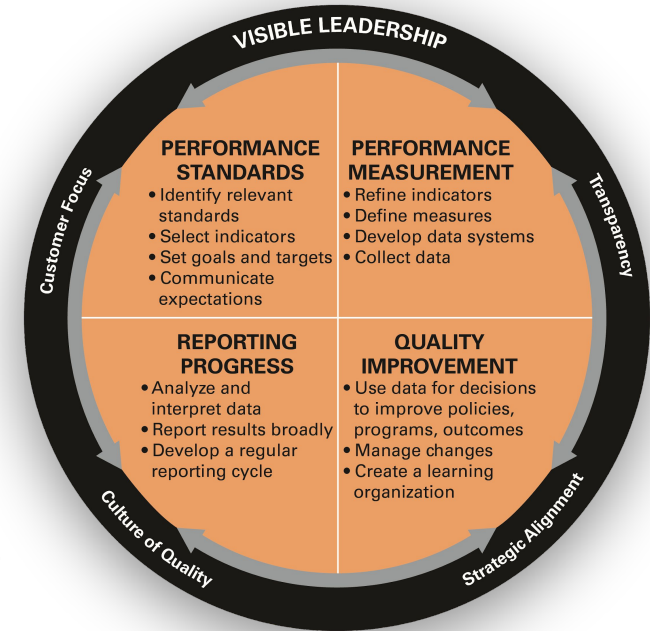 VISIBLE LEADERSHIP
Customer Focus
Transparency
PERFORMANCE
STANDARDS
• Identify relevant
standards
• Select indicators
• Set goals and targets
• Communicate
expectations
PERFORMANCE
MEASUREMENT
• Refine indicators
• Define measures
• Develop data systems
• Collect data
REPORTING
PROGRESS
• Analyze and
interpret data
• Report results broadly
• Develop a regular
reporting cycle
QUALITY
IMPROVEMENT
• Use data for decisions
to improve policies,
programs, outcomes
• Manage changes
• Create a learning
organization
Culture of Quality
Strategic Alignment